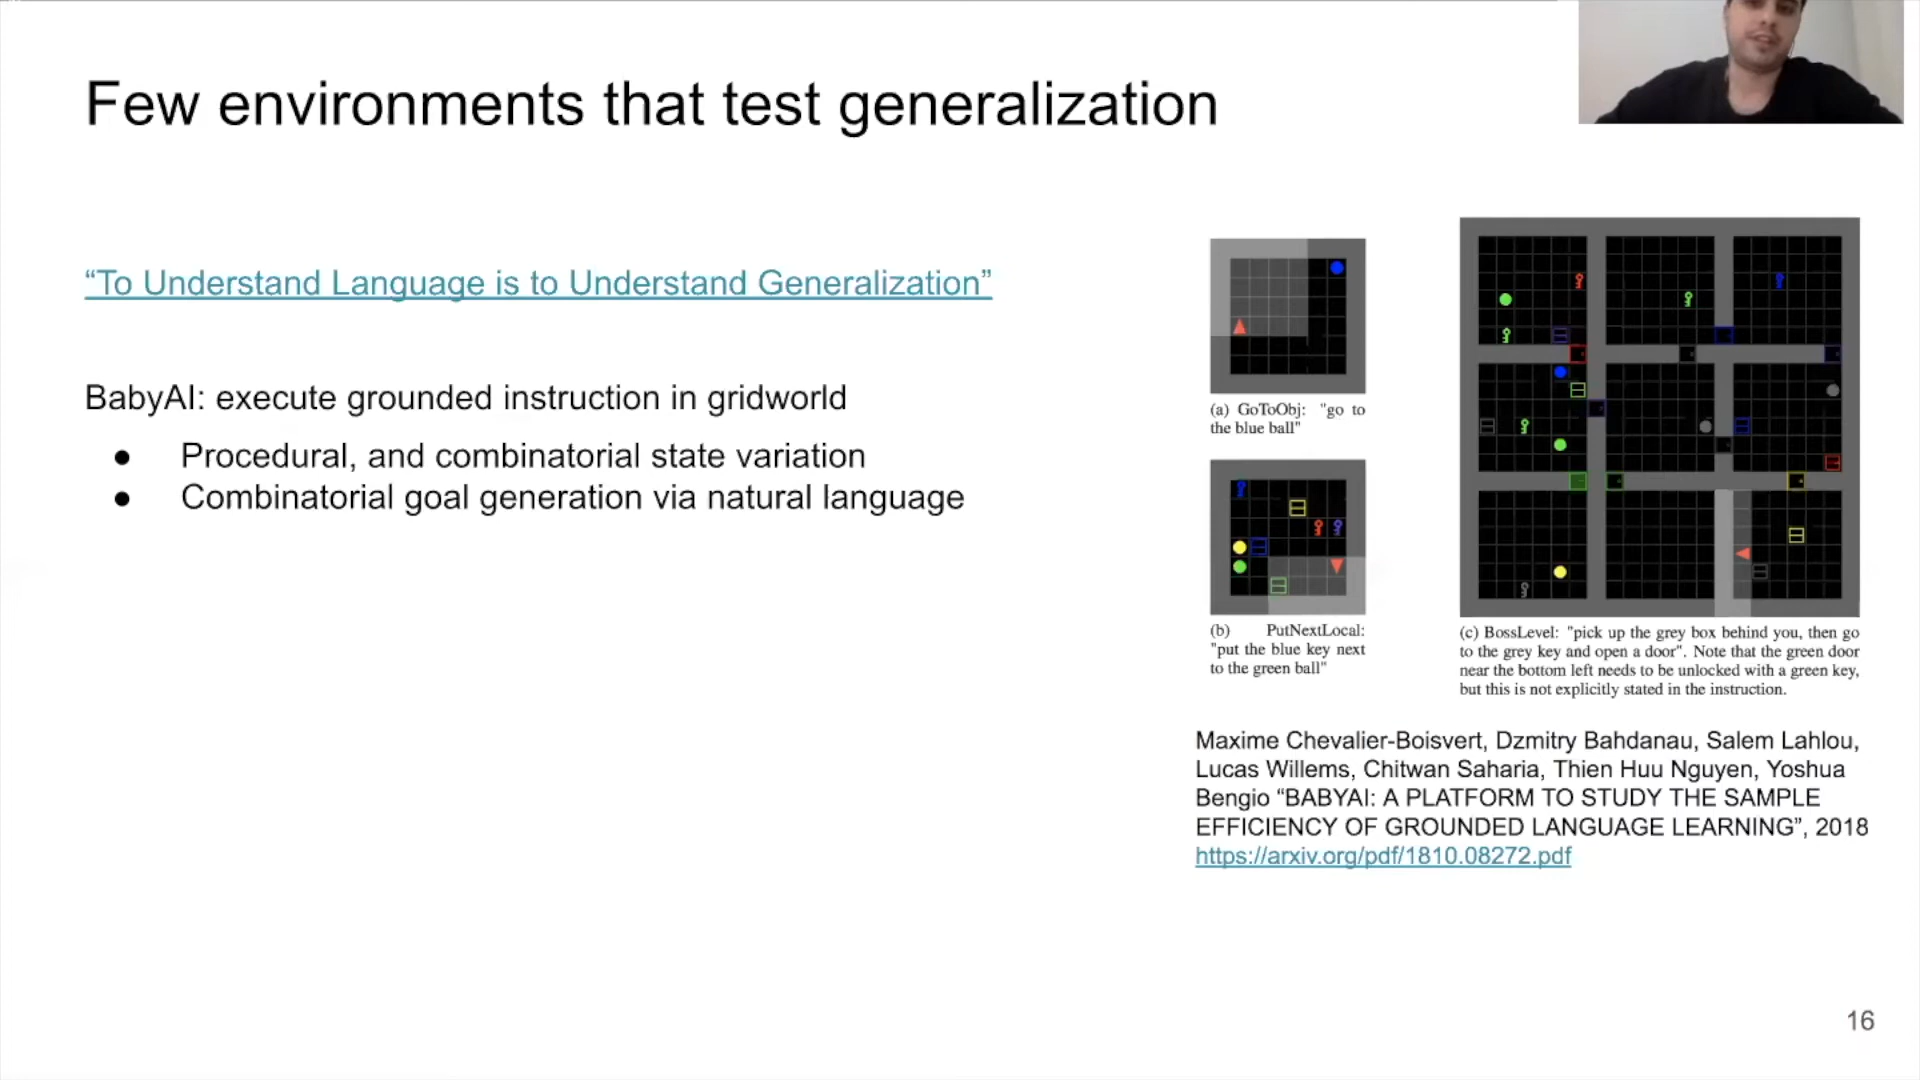 Few environments that test generalization
“To Understand Language is to Understand Generalization”
BabyAI: execute grounded instruction in gridworld
● Procedural, and combinatorial state variation
● Combinatorial goal generation via natural language
(a) GoToObj: "go to
the blue ball"
(b) PutNextLocal:
"put the blue key next
to the green ball"
(c) BossLevel: "pick up the grey box behind you, then go
to the grey key and open a door". Note that the green door
near the bottom left needs to be unlocked with a green key,
but this is not explicitly stated in the instruction.
Maxime Chevalier-Boisvert, Dzmitry Bahdanau, Salem Lahlou,
Lucas Willems, Chitwan Saharia, Thien Huu Nguyen, Yoshua
Bengio “BABYAI: A PLATFORM TO STUDY THE SAMPLE
EFFICIENCY OF GROUNDED LANGUAGE LEARNING”, 2018
https://arxiv.org/pdf/1810.08272.pdf
16